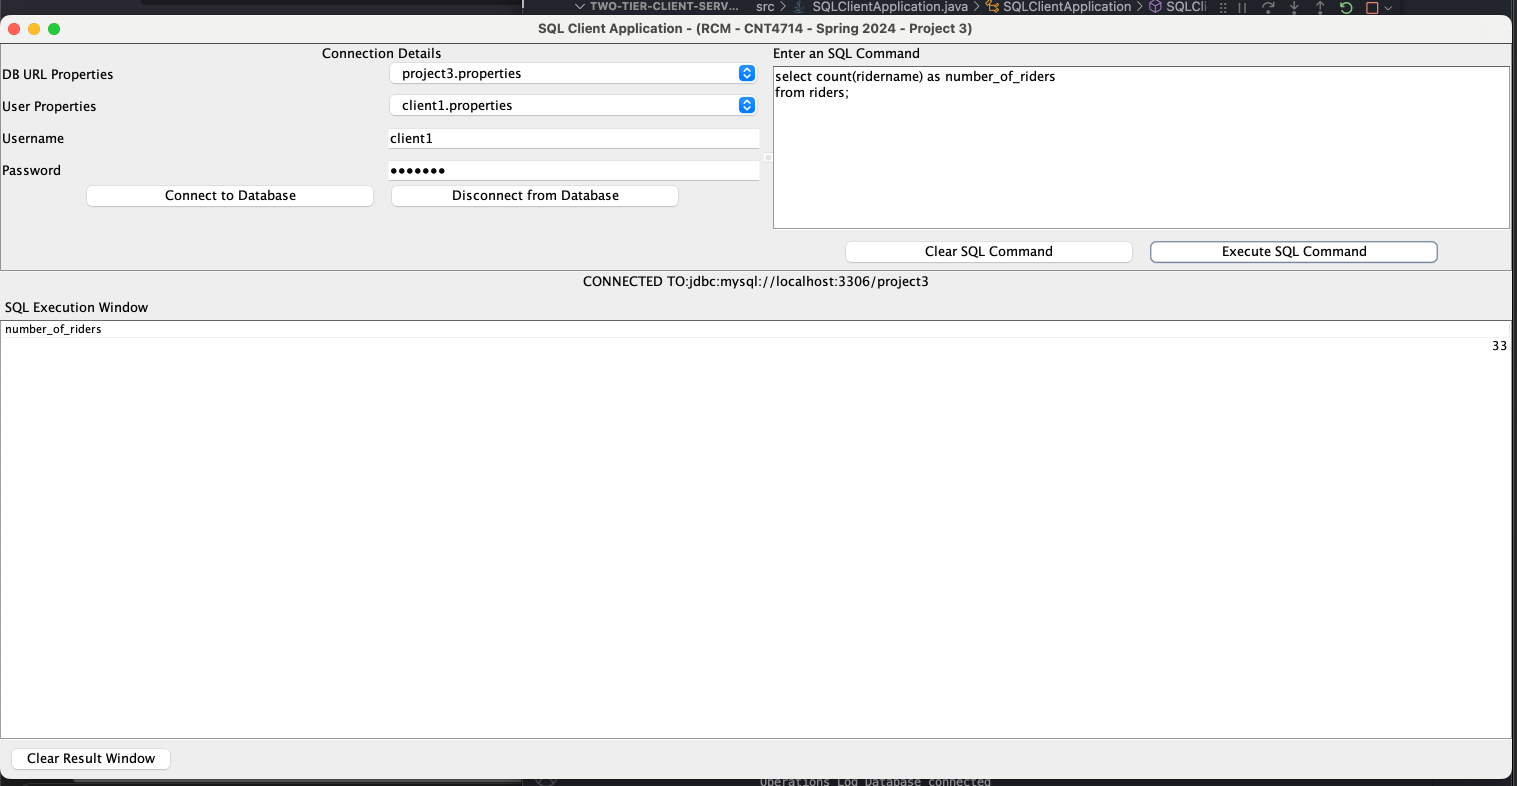 TWO-TIER-CLIENT-SERV... src > SQLClientApplication.java > SQLClientApplication > SQLCli
SQL Client Application - (RCM - CNT4714 - Spring 2024 - Project 3)
Connection Details
DB URL Properties project3.properties
User Properties client1.properties
Username client1
Password •••••••
Connect to Database Disconnect from Database
Enter an SQL Command
select count(ridername) as number_of_riders
from riders;
Clear SQL Command Execute SQL Command
CONNECTED TO:jdbc:mysql://localhost:3306/project3
SQL Execution Window
number_of_riders
33
Clear Result Window
Operations Log Database connected